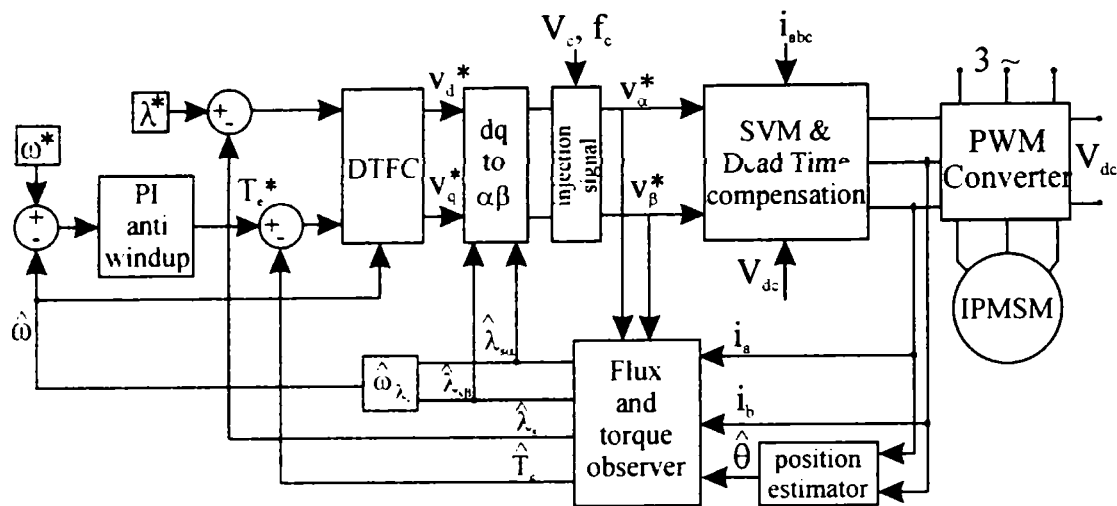 V_c, f_c
i_abc
3 ~
λ*
+
-
ω*
+
-
PI
anti
windup
T_e*
+
-
DTFC
v_d*
v_q*
dq
to
αβ
injection
signal
v_α*
v_β*
SVM &
Dead Time
compensation
V_dc
PWM
Converter
V_dc
IPMSM
ω̂
ω̂_λs
λ̂_sα
λ̂_sβ
λ̂_s
T̂_e
Flux
and
torque
observer
i_a
i_b
θ̂
position
estimator